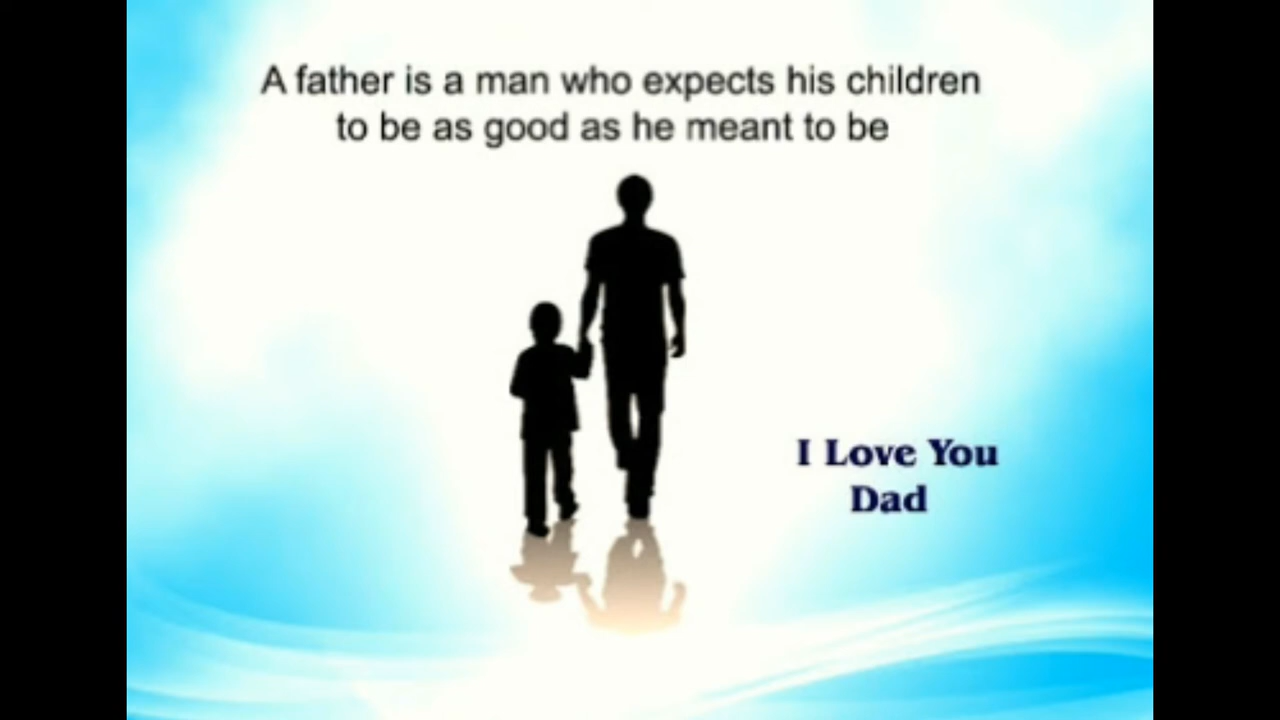 A father is a man who expects his children
to be as good as he meant to be
I Love You
Dad